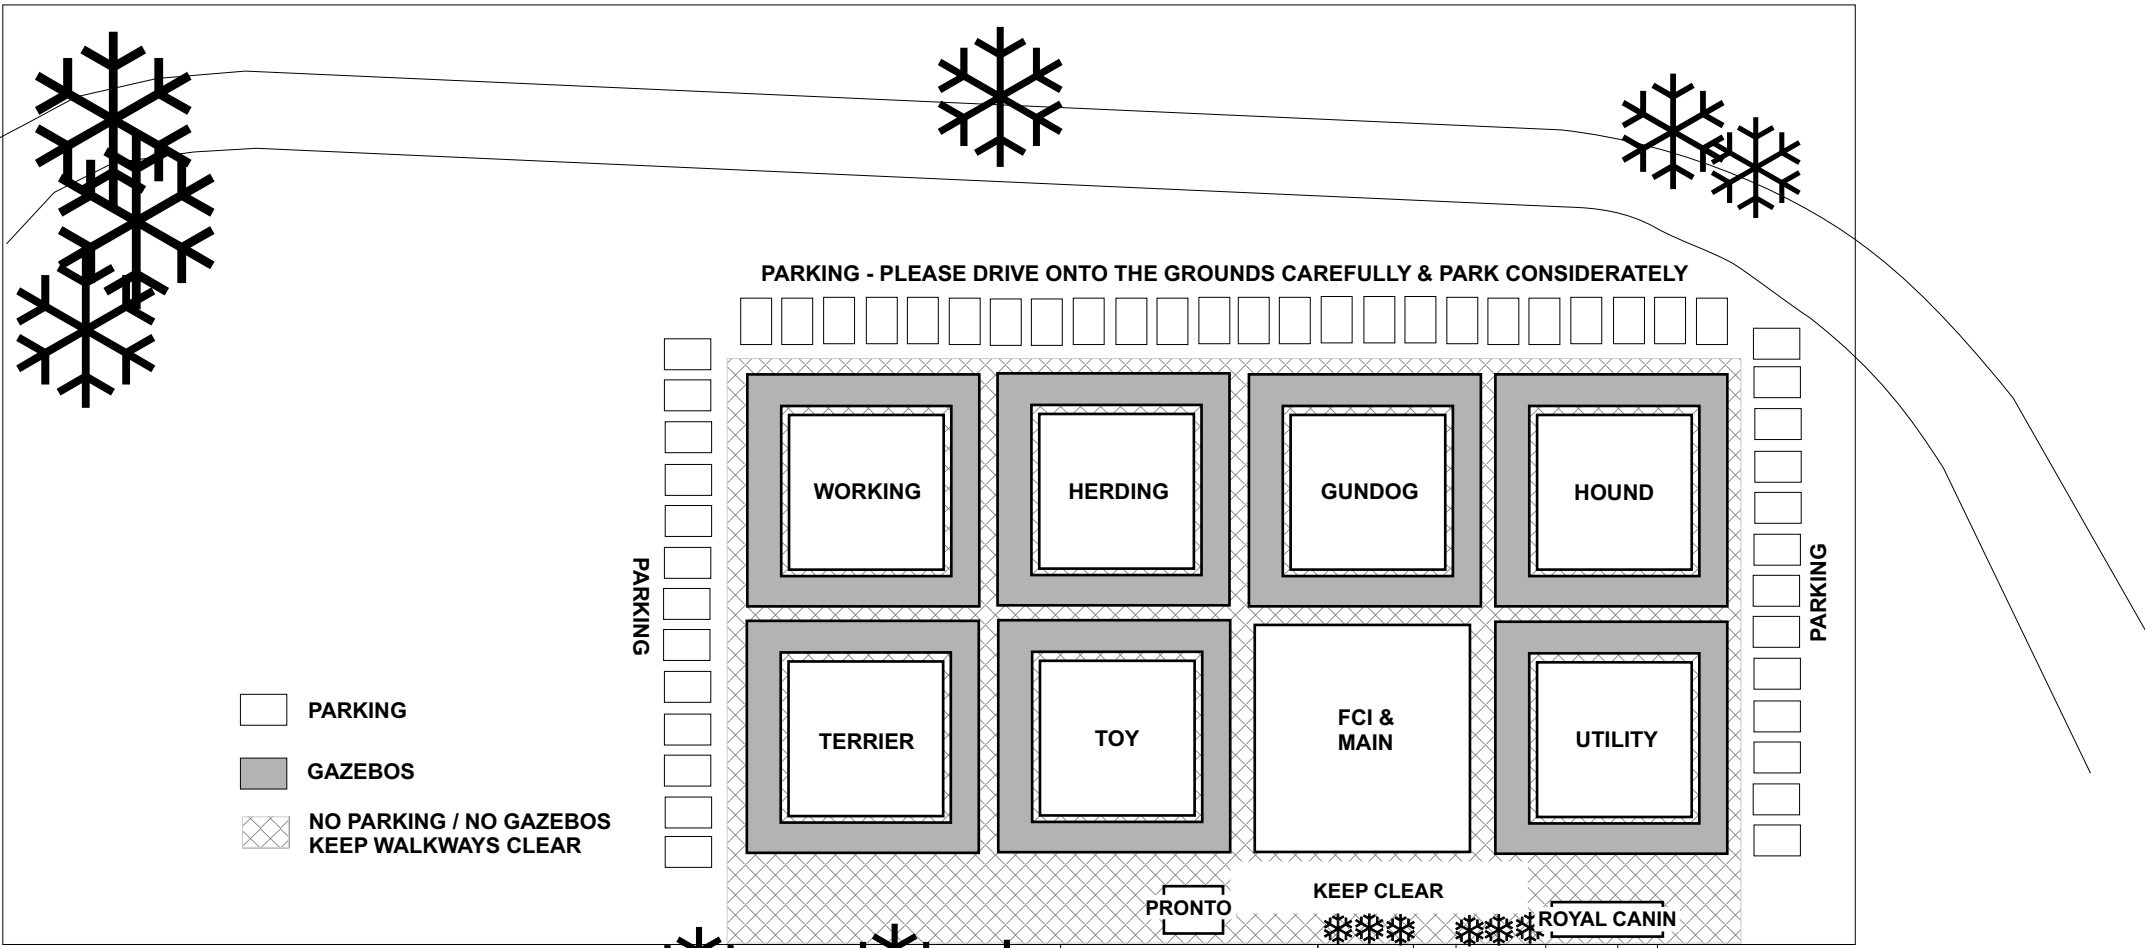 PARKING - PLEASE DRIVE ONTO THE GROUNDS CAREFULLY & PARK CONSIDERATELY
WORKING
HERDING
GUNDOG
HOUND
PARKING
PARKING
TERRIER
TOY
FCI &
MAIN
UTILITY
PARKING
GAZEBOS
NO PARKING / NO GAZEBOS
KEEP WALKWAYS CLEAR
KEEP CLEAR
PRONTO
ROYAL CANIN